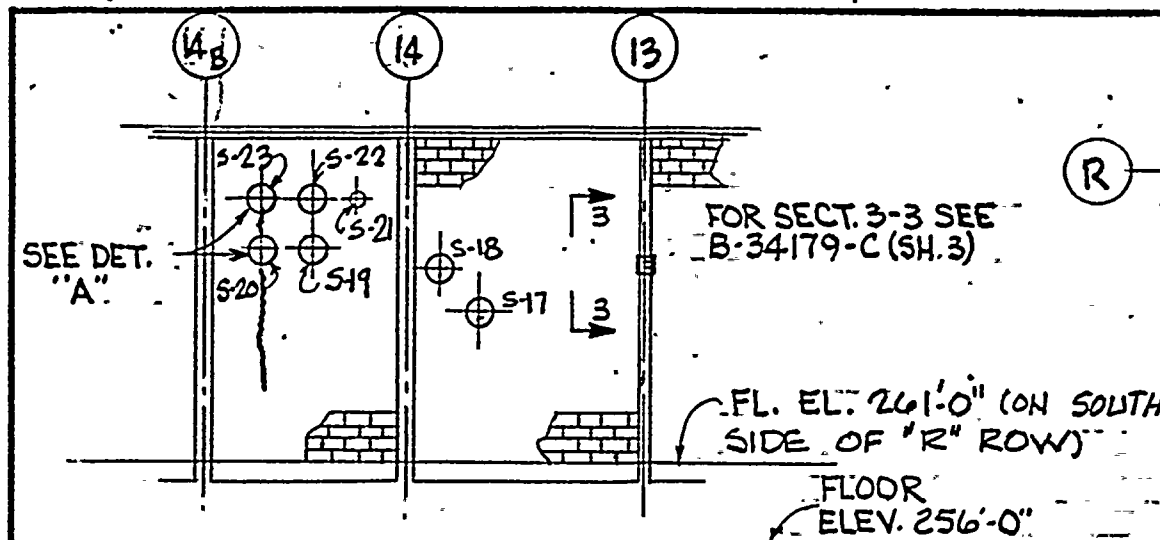 14B 14 13
R
S-23 S-22
S-21
SEE DET.
"A".
S-20 S-19
S-18
S-17
3
3
FOR SECT. 3-3 SEE
B-34179-C (SH.3)
FL. EL. 261'-0" (ON SOUTH
SIDE OF "R" ROW)
FLOOR
ELEV. 256'-0"